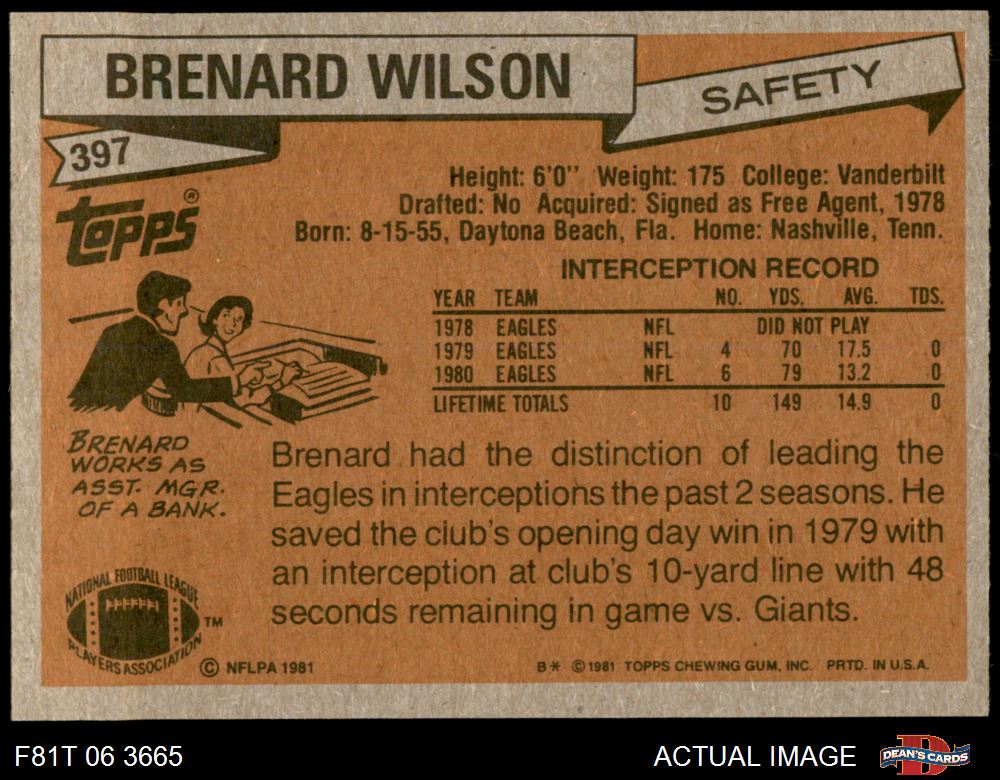 BRENARD WILSON
SAFETY
397
TOPPS®
Height: 6'0" Weight: 175 College: Vanderbilt
Drafted: No Acquired: Signed as Free Agent, 1978
Born: 8-15-55, Daytona Beach, Fla. Home: Nashville, Tenn.
INTERCEPTION RECORD
YEAR TEAM NO. YDS. AVG. TDS.
1978 EAGLES NFL DID NOT PLAY
1979 EAGLES NFL 4 70 17.5 0
1980 EAGLES NFL 6 79 13.2 0
LIFETIME TOTALS 10 149 14.9 0
BRENARD
WORKS AS
ASST. MGR.
OF A BANK.
Brenard had the distinction of leading the
Eagles in interceptions the past 2 seasons. He
saved the club's opening day win in 1979 with
an interception at club's 10-yard line with 48
seconds remaining in game vs. Giants.
NATIONAL FOOTBALL LEAGUE
PLAYERS ASSOCIATION
TM
© NFLPA 1981
B* © 1981 TOPPS CHEWING GUM, INC. PRTD. IN U.S.A.
F81T 06 3665
ACTUAL IMAGE
DEAN'S CARDS